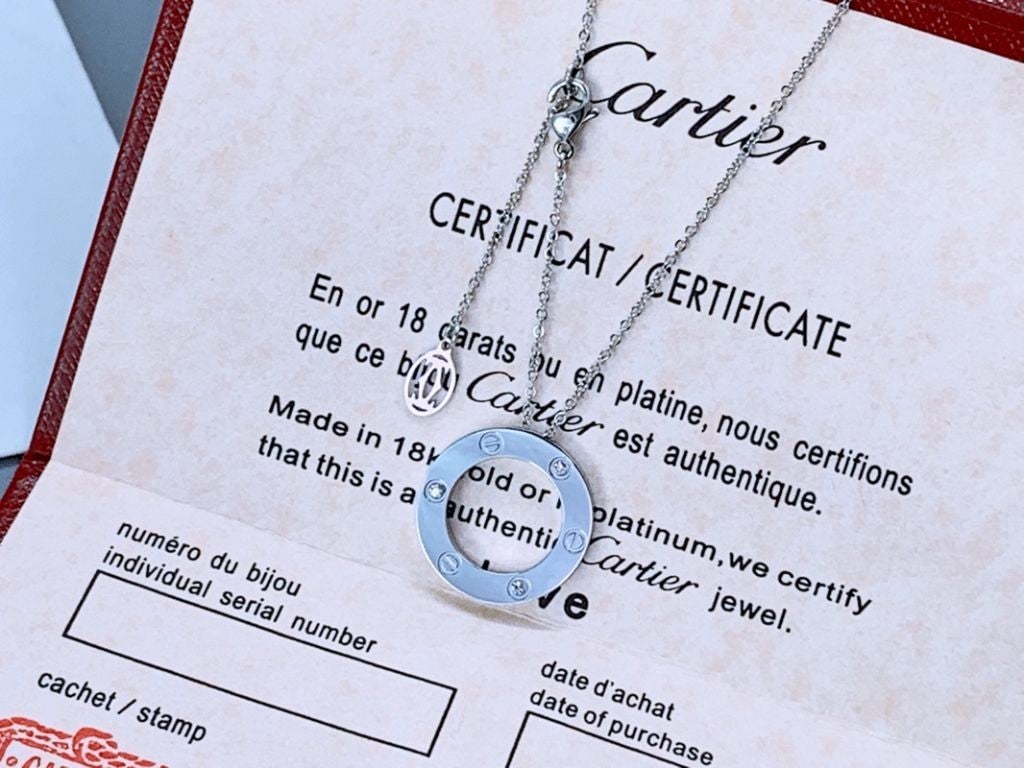 Cartier
CERTIFICAT / CERTIFICATE
En or 18 carats ou en platine, nous certifions
que ce bijou Cartier est authentique.
Made in 18K gold or platinum, we certify
that this is a authentic Cartier jewel.
numéro du bijou
individual serial number
cachet / stamp
date d'achat
date of purchase